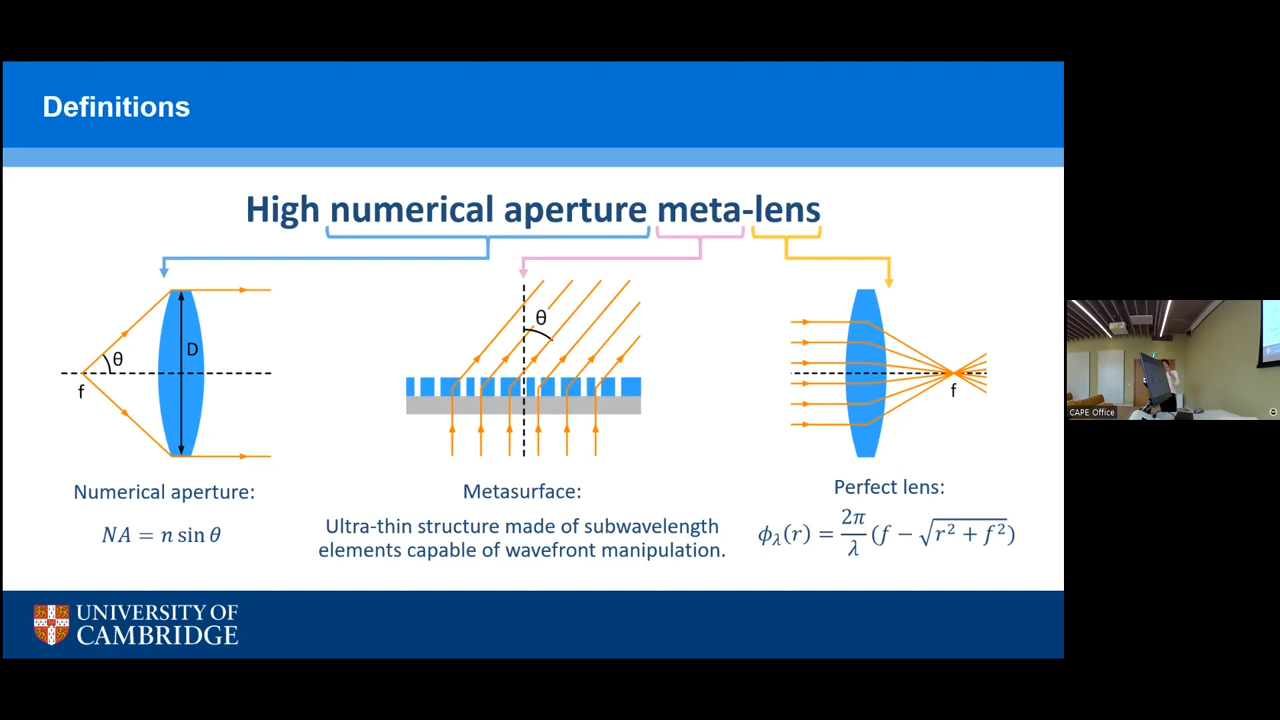 Definitions
High numerical aperture meta-lens
θ
D
f
θ
f
Numerical aperture:
NA = n sin θ
Metasurface:
Ultra-thin structure made of subwavelength
elements capable of wavefront manipulation.
Perfect lens:
ϕ_λ(r) = 2π/λ (f − √(r² + f²))
UNIVERSITY OF
CAMBRIDGE
CAPE Office